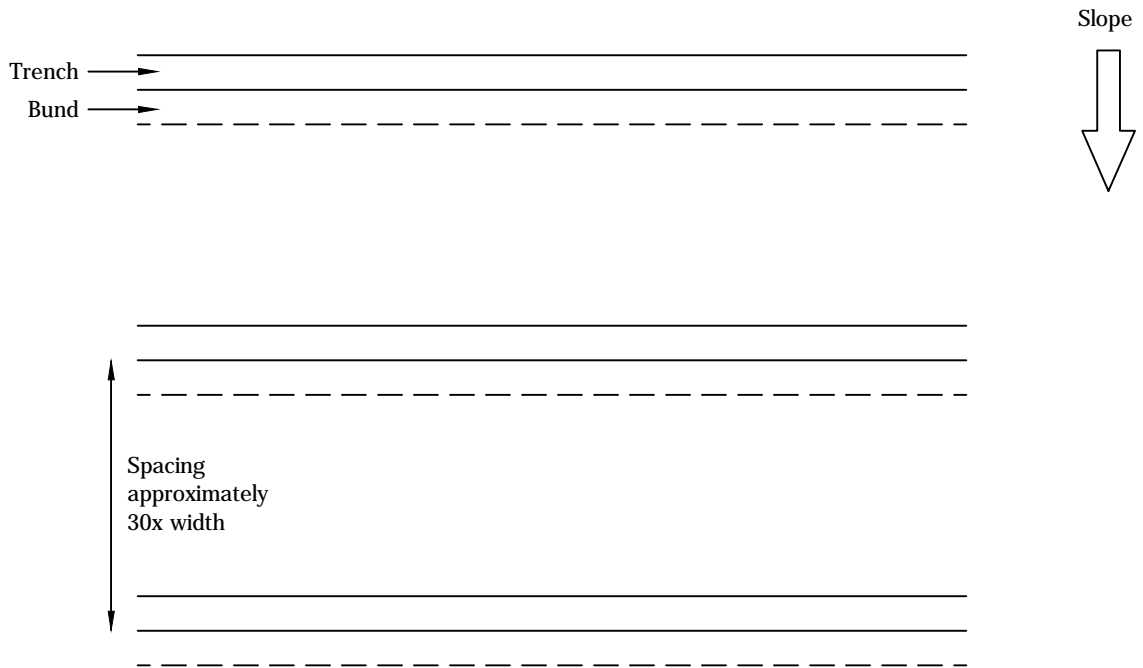 Slope
Trench
Bund
Spacing
approximately
30x width